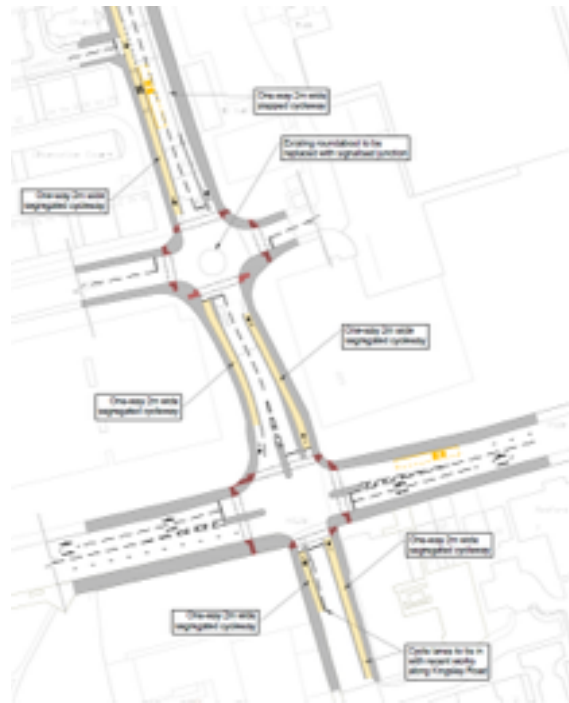 One-way 2m wide
stepped cycleway
Existing roundabout to be
replaced with signalised junction
One-way 2m wide
segregated cycleway
One-way 2m wide
segregated cycleway
One-way 2m wide
segregated cycleway
One-way 2m wide
segregated cycleway
One-way 2m wide
segregated cycleway
Cycle lanes to tie in
with recent works
along Kingsley Road